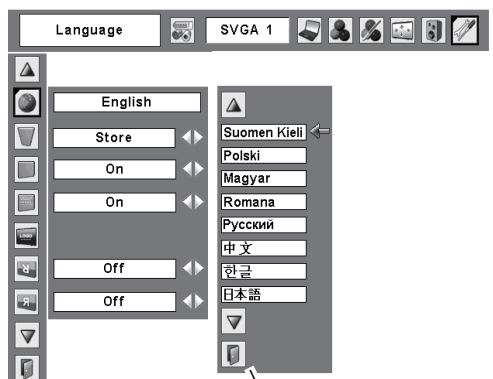 Language
SVGA 1
English
Store
On
On
LOGO
Off
Off
Suomen Kieli
Polski
Magyar
Romana
Русский
中文
한글
日本語